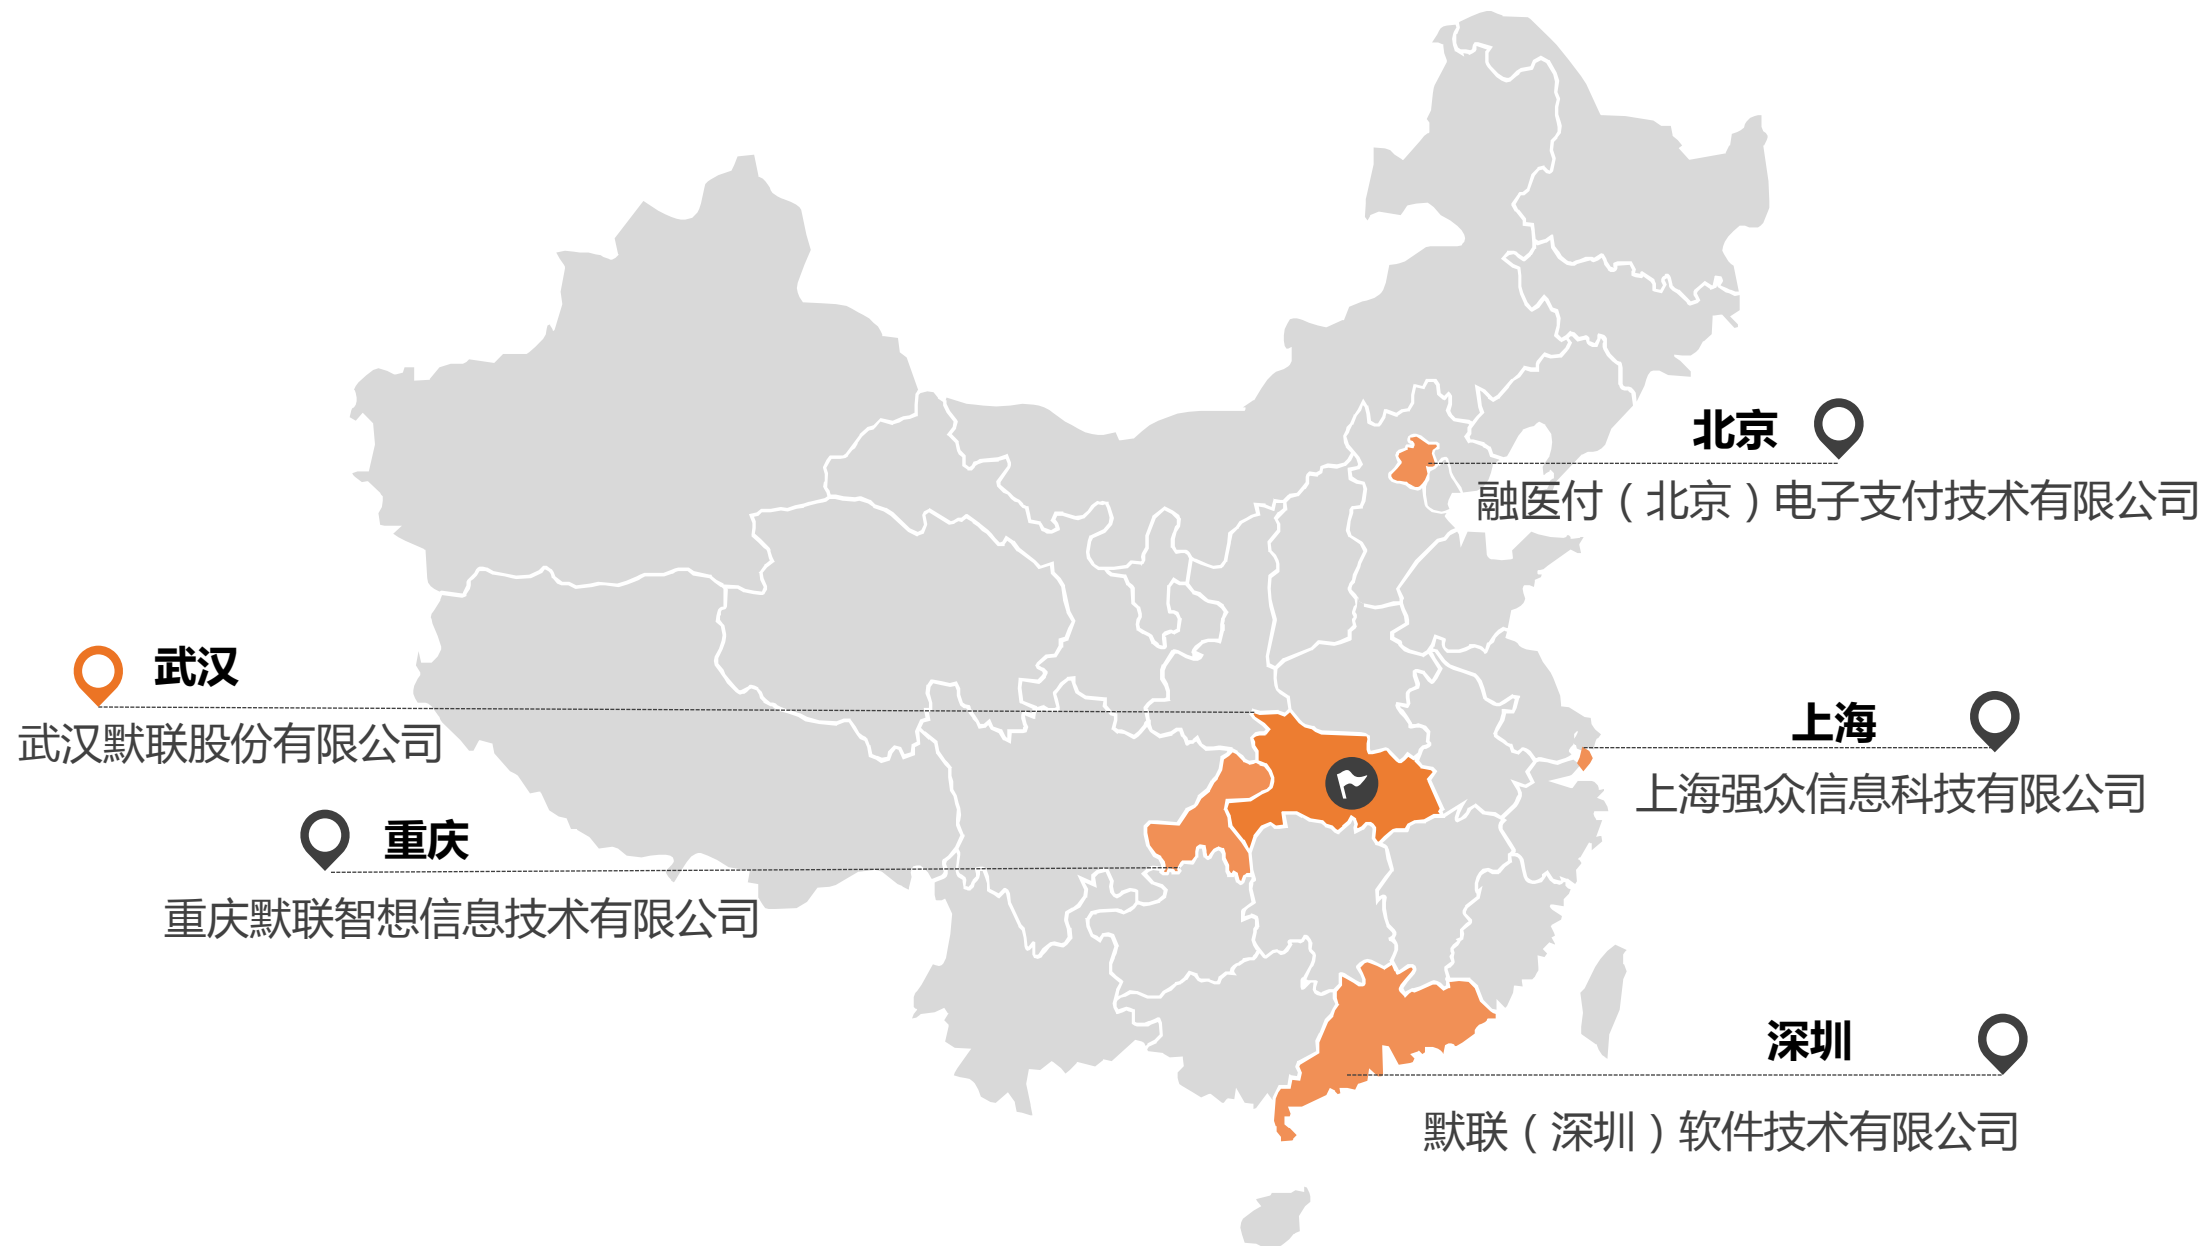 北京
融医付（北京）电子支付技术有限公司
武汉
武汉默联股份有限公司
上海
上海强众信息科技有限公司
重庆
重庆默联智想信息技术有限公司
深圳
默联（深圳）软件技术有限公司